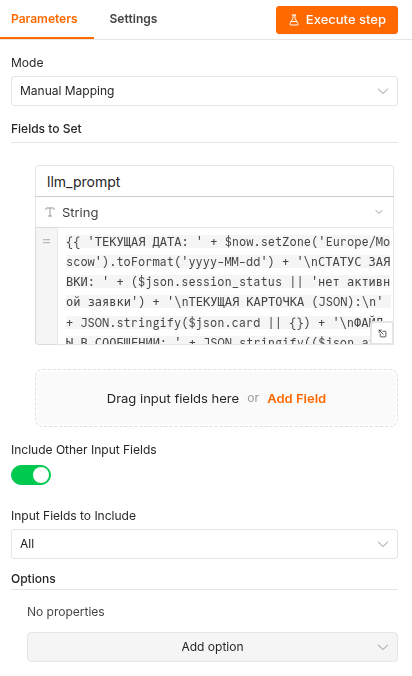 Parameters
Settings
Execute step
Mode
Manual Mapping
Fields to Set
llm_prompt
String
= {{ 'ТЕКУЩАЯ ДАТА: ' + $now.setZone('Europe/Mo
scow').toFormat('yyyy-MM-dd') + '\nСТАТУС ЗАЯ
ВКИ: ' + ($json.session_status || 'нет активн
ой заявки') + '\nТЕКУЩАЯ КАРТОЧКА (JSON):\n'
+ JSON.stringify($json.card || {}) + '\nФАЙЛ
Ы В СООБЩЕНИИ: ' + JSON.stringify(($json.a
Drag input fields here or Add Field
Include Other Input Fields
Input Fields to Include
All
Options
No properties
Add option